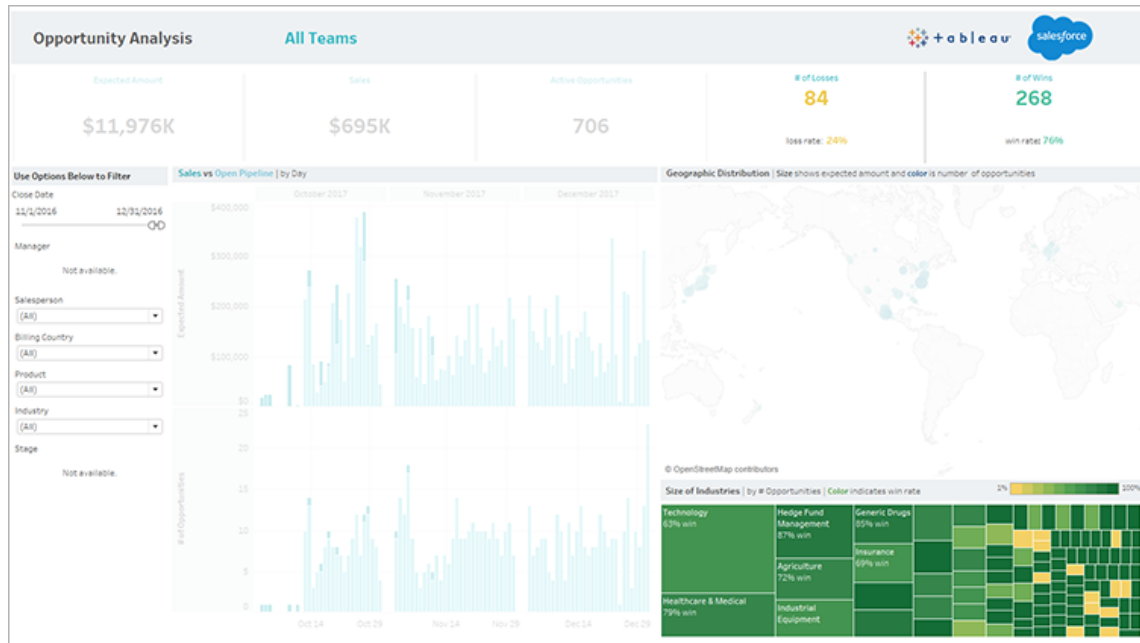 Opportunity Analysis
All Teams
+ a b l e a u
salesforce
Expected Amount
$11,976K
Sales
$695K
Active Opportunities
706
# of Losses
84
loss rate: 24%
# of Wins
268
win rate: 76%
Use Options Below to Filter
Close Date
11/1/2016 12/31/2016
Manager
Not available.
Salesperson
(All)
Billing Country
(All)
Product
(All)
Industry
(All)
Stage
Not available.
Sales vs Open Pipeline | by Day
October 2017 November 2017 December 2017
Expected Amount
$400,000
$300,000
$200,000
$100,000
$0
# of Opportunities
25
20
15
10
5
0
Oct 14 Oct 29 Nov 14 Nov 29 Dec 14 Dec 29
Geographic Distribution | Size shows expected amount and color is number of opportunities
© OpenStreetMap contributors
Size of Industries | by # Opportunities | Color indicates win rate
1% 100%
Technology
63% win
Healthcare & Medical
79% win
Hedge Fund
Management
87% win
Agriculture
72% win
Industrial
Equipment
Generic Drugs
85% win
Insurance
69% win